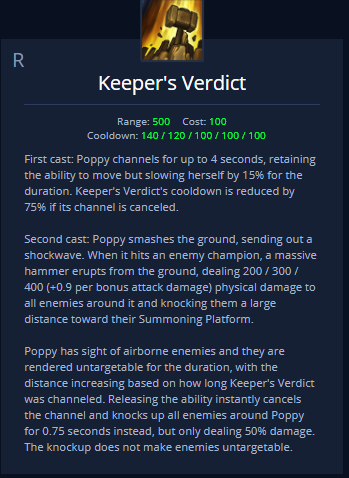 R
Keeper's Verdict
Range: 500 Cost: 100
Cooldown: 140 / 120 / 100 / 100 / 100
First cast: Poppy channels for up to 4 seconds, retaining
the ability to move but slowing herself by 15% for the
duration. Keeper's Verdict's cooldown is reduced by
75% if its channel is canceled.
Second cast: Poppy smashes the ground, sending out a
shockwave. When it hits an enemy champion, a massive
hammer erupts from the ground, dealing 200 / 300 /
400 (+0.9 per bonus attack damage) physical damage to
all enemies around it and knocking them a large
distance toward their Summoning Platform.
Poppy has sight of airborne enemies and they are
rendered untargetable for the duration, with the
distance increasing based on how long Keeper's Verdict
was channeled. Releasing the ability instantly cancels
the channel and knocks up all enemies around Poppy
for 0.75 seconds instead, but only dealing 50% damage.
The knockup does not make enemies untargetable.